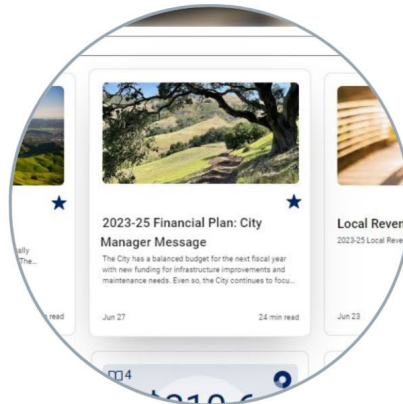 2023-25 Financial Plan: City
Manager Message
The City has a balanced budget for the next fiscal year
with new funding for infrastructure improvements and
maintenance needs. Even so, the City continues to focu...
Jun 27
24 min read
The...
read
Local Reven
2023-25 Local Reve
Jun 23
4